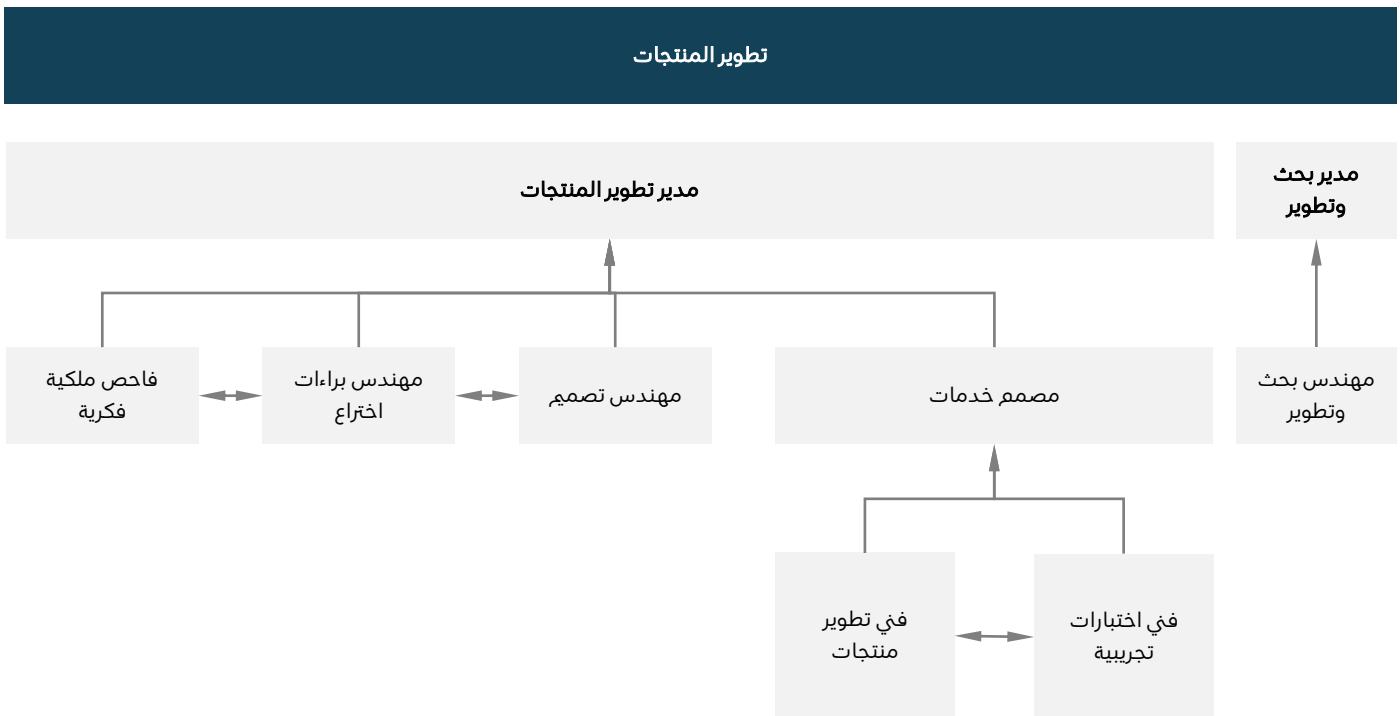 تطوير المنتجات
مدير بحث
وتطوير
مدير تطوير المنتجات
مهندس بحث
وتطوير
مصمم خدمات
مهندس تصميم
مهندس براءات
اختراع
فاحص ملكية
فكرية
فني اختبارات
تجريبية
فني تطوير
منتجات